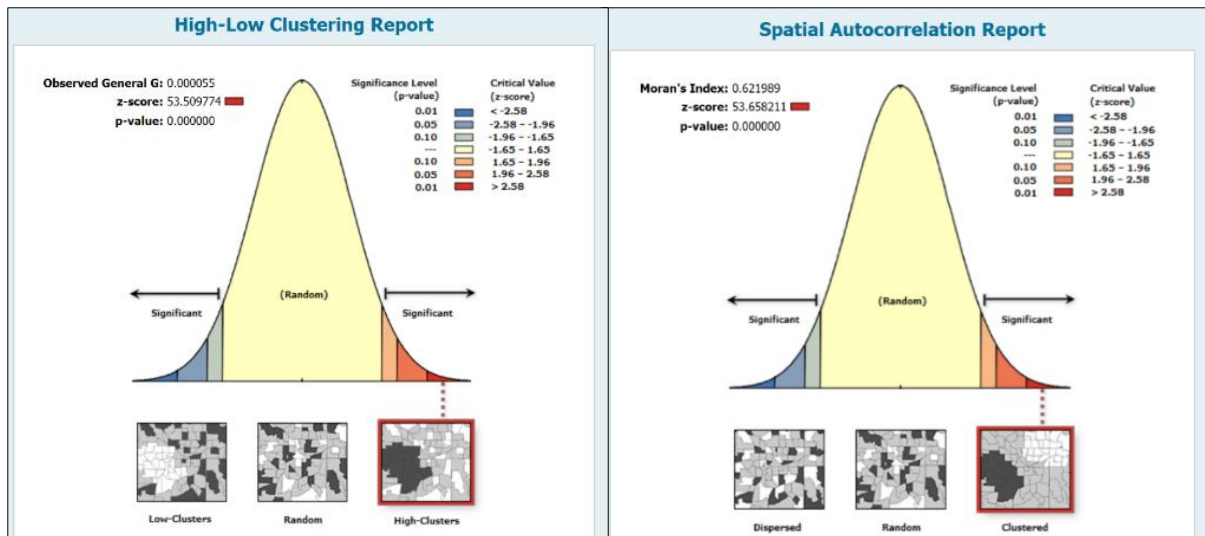 High-Low Clustering Report
Observed General G: 0.000055
z-score: 53.509774
p-value: 0.000000
Significance Level
(p-value)
Critical Value
(z-score)
0.01 < -2.58
0.05 -2.58 – -1.96
0.10 -1.96 – -1.65
--- -1.65 – 1.65
0.10 1.65 – 1.96
0.05 1.96 – 2.58
0.01 > 2.58
(Random)
Significant
Significant
Low-Clusters
Random
High-Clusters
Spatial Autocorrelation Report
Moran's Index: 0.621989
z-score: 53.658211
p-value: 0.000000
Significance Level
(p-value)
Critical Value
(z-score)
0.01 < -2.58
0.05 -2.58 – -1.96
0.10 -1.96 – -1.65
--- -1.65 – 1.65
0.10 1.65 – 1.96
0.05 1.96 – 2.58
0.01 > 2.58
(Random)
Significant
Significant
Dispersed
Random
Clustered